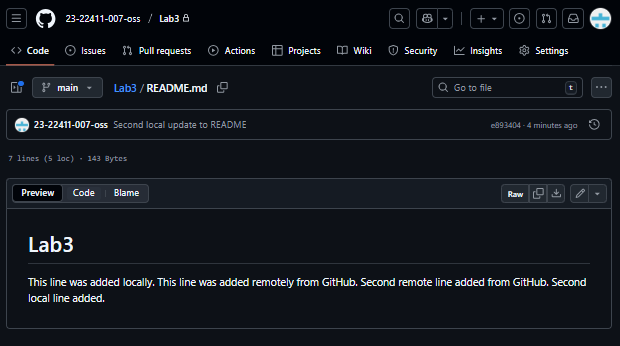 23-22411-007-oss / Lab3
Code Issues Pull requests Actions Projects Wiki Security Insights Settings
main Lab3 / README.md Go to file t
23-22411-007-oss Second local update to README e893404 · 4 minutes ago
7 lines (5 loc) · 143 Bytes
Preview Code Blame Raw
Lab3
This line was added locally. This line was added remotely from GitHub. Second remote line added from GitHub. Second
local line added.